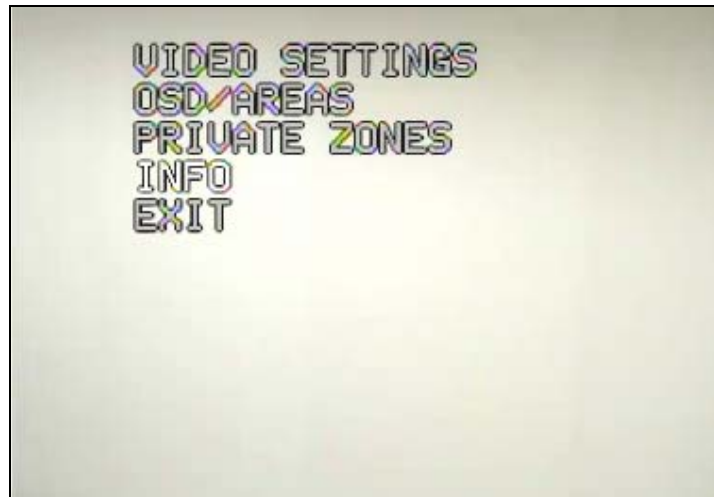 VIDEO SETTINGS
OSD/AREAS
PRIVATE ZONES
INFO
EXIT